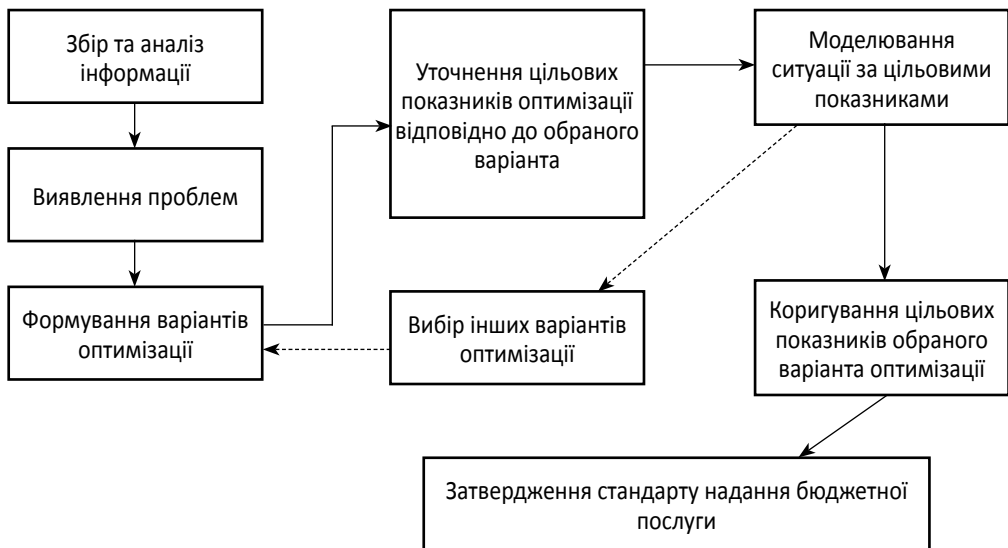 Збір та аналіз
інформації
Виявлення проблем
Формування варіантів
оптимізації
Уточнення цільових
показників оптимізації
відповідно до обраного
варіанта
Вибір інших варіантів
оптимізації
Моделювання
ситуації за цільовими
показниками
Коригування цільових
показників обраного
варіанта оптимізації
Затвердження стандарту надання бюджетної
послуги